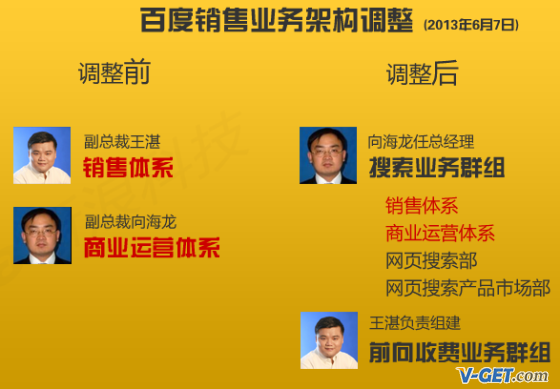 百度销售业务架构调整 (2013年6月7日)
调整前
副总裁王湛
销售体系
副总裁向海龙
商业运营体系
调整后
向海龙任总经理
搜索业务群组
销售体系
商业运营体系
网页搜索部
网页搜索产品市场部
王湛负责组建
前向收费业务群组
V-GET.com